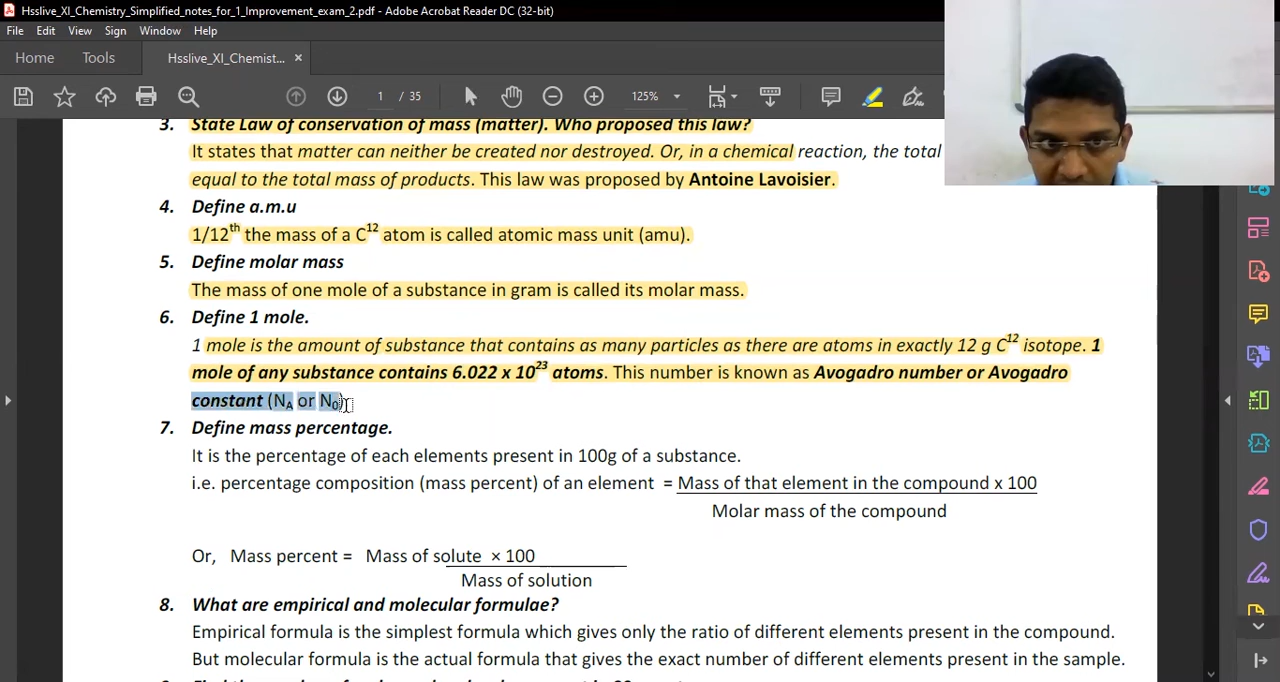 Hsslive_XI_Chemistry_Simplified_notes_for_1_Improvement_exam_2.pdf - Adobe Acrobat Reader DC (32-bit)
File Edit View Sign Window Help
Home Tools Hsslive_XI_Chemist... ×
1 / 35 125%
3. State Law of conservation of mass (matter). Who proposed this law?
It states that matter can neither be created nor destroyed. Or, in a chemical reaction, the total
equal to the total mass of products. This law was proposed by Antoine Lavoisier.
4. Define a.m.u
1/12th the mass of a C12 atom is called atomic mass unit (amu).
5. Define molar mass
The mass of one mole of a substance in gram is called its molar mass.
6. Define 1 mole.
1 mole is the amount of substance that contains as many particles as there are atoms in exactly 12 g C12 isotope. 1
mole of any substance contains 6.022 x 10^23 atoms. This number is known as Avogadro number or Avogadro
constant (NA or N0)
7. Define mass percentage.
It is the percentage of each elements present in 100g of a substance.
i.e. percentage composition (mass percent) of an element = Mass of that element in the compound x 100
Molar mass of the compound
Or, Mass percent = Mass of solute × 100
Mass of solution
8. What are empirical and molecular formulae?
Empirical formula is the simplest formula which gives only the ratio of different elements present in the compound.
But molecular formula is the actual formula that gives the exact number of different elements present in the sample.